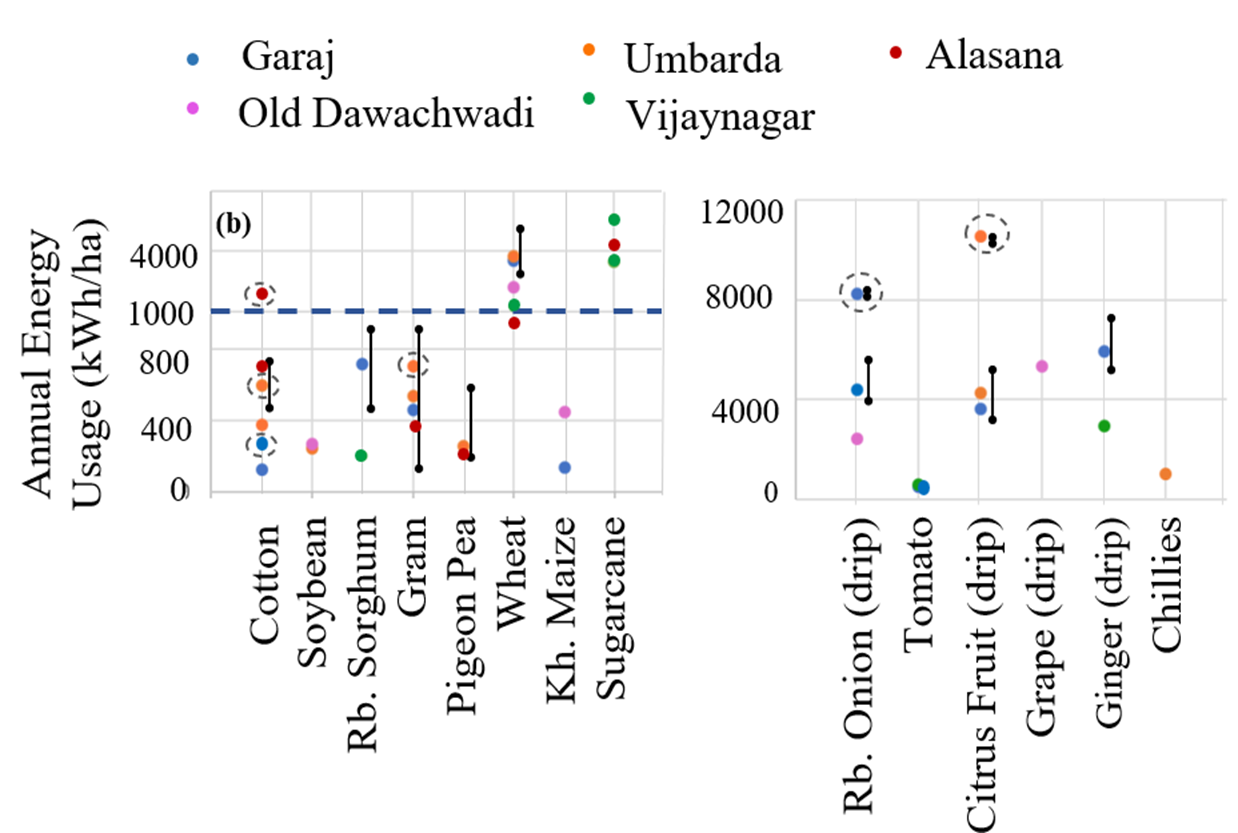 Garaj
Umbarda
Alasana
Old Dawachwadi
Vijaynagar
Annual Energy
Usage (kWh/ha)
(b)
4000
1000
800
400
0
12000
8000
4000
0
Cotton
Soybean
Rb. Sorghum
Gram
Pigeon Pea
Wheat
Kh. Maize
Sugarcane
Rb. Onion (drip)
Tomato
Citrus Fruit (drip)
Grape (drip)
Ginger (drip)
Chillies